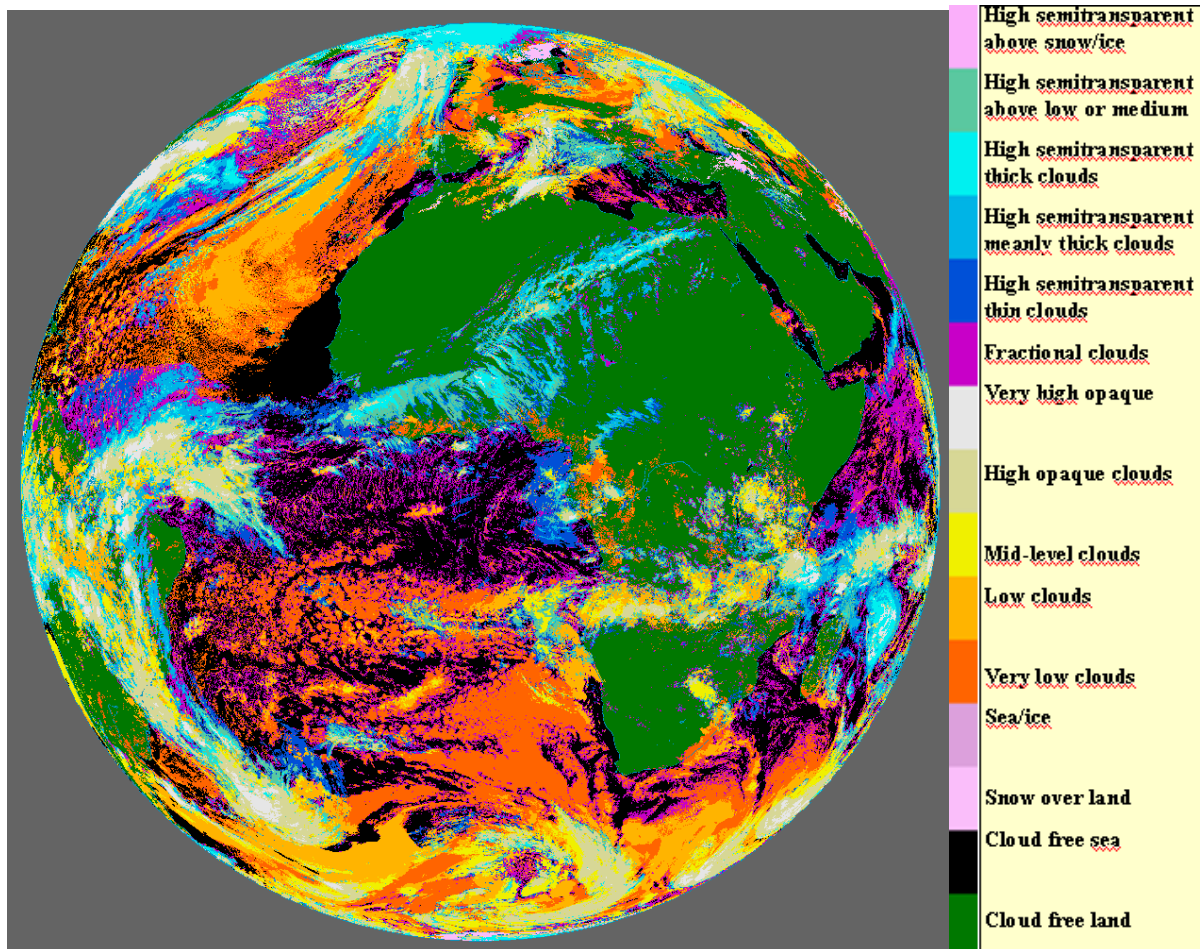 High semitransparent
above snow/ice
High semitransparent
above low or medium
High semitransparent
thick clouds
High semitransparent
meanly thick clouds
High semitransparent
thin clouds
Fractional clouds
Very high opaque
High opaque clouds
Mid-level clouds
Low clouds
Very low clouds
Sea/ice
Snow over land
Cloud free sea
Cloud free land